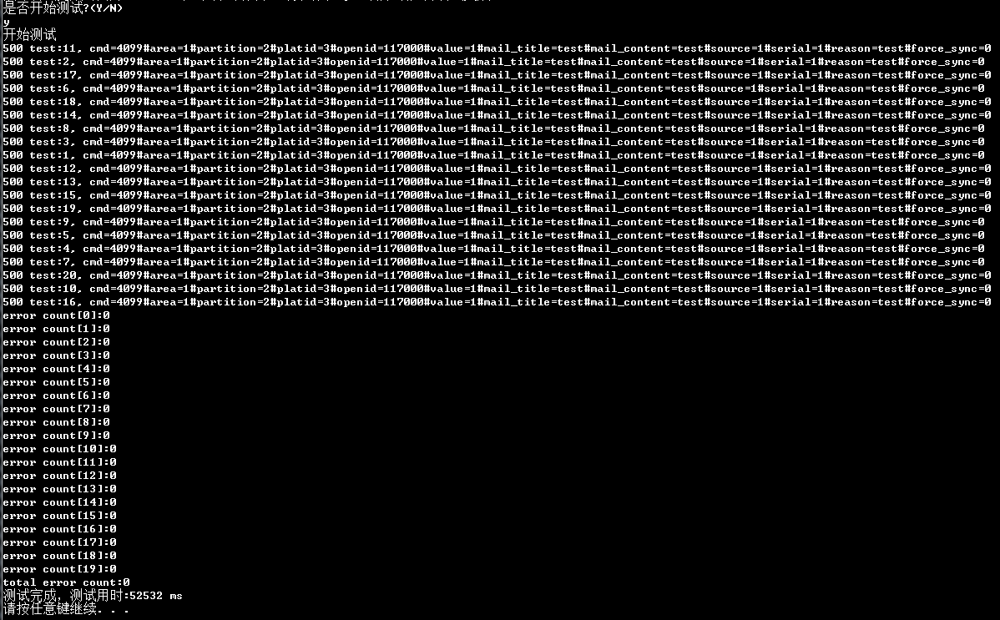 是否开始测试?(Y/N)
y
开始测试
500 test:11, cmd=4099#area=1#partition=2#platid=3#openid=117000#value=1#mail_title=test#mail_content=test#source=1#serial=1#reason=test#force_sync=0
500 test:2, cmd=4099#area=1#partition=2#platid=3#openid=117000#value=1#mail_title=test#mail_content=test#source=1#serial=1#reason=test#force_sync=0
500 test:17, cmd=4099#area=1#partition=2#platid=3#openid=117000#value=1#mail_title=test#mail_content=test#source=1#serial=1#reason=test#force_sync=0
500 test:6, cmd=4099#area=1#partition=2#platid=3#openid=117000#value=1#mail_title=test#mail_content=test#source=1#serial=1#reason=test#force_sync=0
500 test:18, cmd=4099#area=1#partition=2#platid=3#openid=117000#value=1#mail_title=test#mail_content=test#source=1#serial=1#reason=test#force_sync=0
500 test:14, cmd=4099#area=1#partition=2#platid=3#openid=117000#value=1#mail_title=test#mail_content=test#source=1#serial=1#reason=test#force_sync=0
500 test:8, cmd=4099#area=1#partition=2#platid=3#openid=117000#value=1#mail_title=test#mail_content=test#source=1#serial=1#reason=test#force_sync=0
500 test:3, cmd=4099#area=1#partition=2#platid=3#openid=117000#value=1#mail_title=test#mail_content=test#source=1#serial=1#reason=test#force_sync=0
500 test:1, cmd=4099#area=1#partition=2#platid=3#openid=117000#value=1#mail_title=test#mail_content=test#source=1#serial=1#reason=test#force_sync=0
500 test:12, cmd=4099#area=1#partition=2#platid=3#openid=117000#value=1#mail_title=test#mail_content=test#source=1#serial=1#reason=test#force_sync=0
500 test:13, cmd=4099#area=1#partition=2#platid=3#openid=117000#value=1#mail_title=test#mail_content=test#source=1#serial=1#reason=test#force_sync=0
500 test:15, cmd=4099#area=1#partition=2#platid=3#openid=117000#value=1#mail_title=test#mail_content=test#source=1#serial=1#reason=test#force_sync=0
500 test:19, cmd=4099#area=1#partition=2#platid=3#openid=117000#value=1#mail_title=test#mail_content=test#source=1#serial=1#reason=test#force_sync=0
500 test:9, cmd=4099#area=1#partition=2#platid=3#openid=117000#value=1#mail_title=test#mail_content=test#source=1#serial=1#reason=test#force_sync=0
500 test:5, cmd=4099#area=1#partition=2#platid=3#openid=117000#value=1#mail_title=test#mail_content=test#source=1#serial=1#reason=test#force_sync=0
500 test:4, cmd=4099#area=1#partition=2#platid=3#openid=117000#value=1#mail_title=test#mail_content=test#source=1#serial=1#reason=test#force_sync=0
500 test:7, cmd=4099#area=1#partition=2#platid=3#openid=117000#value=1#mail_title=test#mail_content=test#source=1#serial=1#reason=test#force_sync=0
500 test:20, cmd=4099#area=1#partition=2#platid=3#openid=117000#value=1#mail_title=test#mail_content=test#source=1#serial=1#reason=test#force_sync=0
500 test:10, cmd=4099#area=1#partition=2#platid=3#openid=117000#value=1#mail_title=test#mail_content=test#source=1#serial=1#reason=test#force_sync=0
500 test:16, cmd=4099#area=1#partition=2#platid=3#openid=117000#value=1#mail_title=test#mail_content=test#source=1#serial=1#reason=test#force_sync=0
error count[0]:0
error count[1]:0
error count[2]:0
error count[3]:0
error count[4]:0
error count[5]:0
error count[6]:0
error count[7]:0
error count[8]:0
error count[9]:0
error count[10]:0
error count[11]:0
error count[12]:0
error count[13]:0
error count[14]:0
error count[15]:0
error count[16]:0
error count[17]:0
error count[18]:0
error count[19]:0
total error count:0
测试完成，测试用时:52532 ms
请按任意键继续. . .